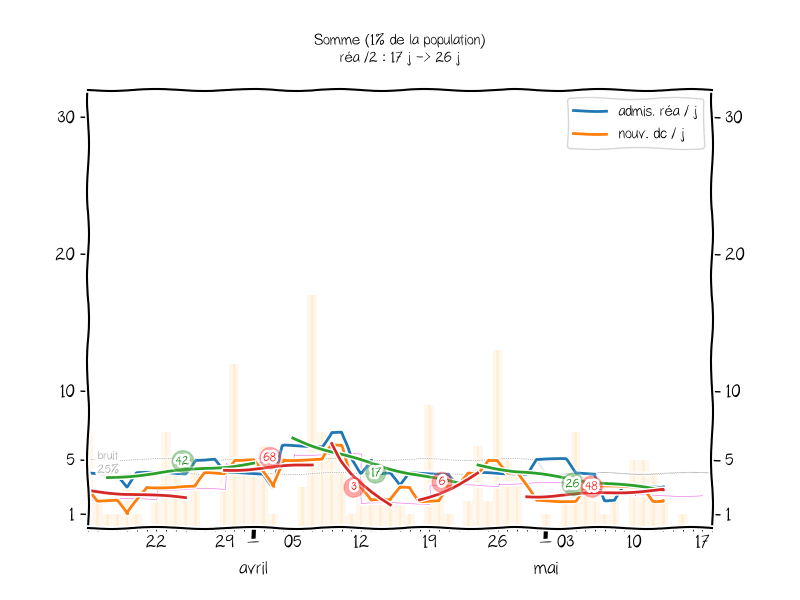 Somme (1% de la population)
réa /2 : 17 j -> 26 j
admis. réa / j
nouv. dc / j
30 30
20 20
10 10
5 5
1 1
bruit
25%
42 68 3 17 6 26 48
22 29 05 12 19 26 03 10 17
avril mai